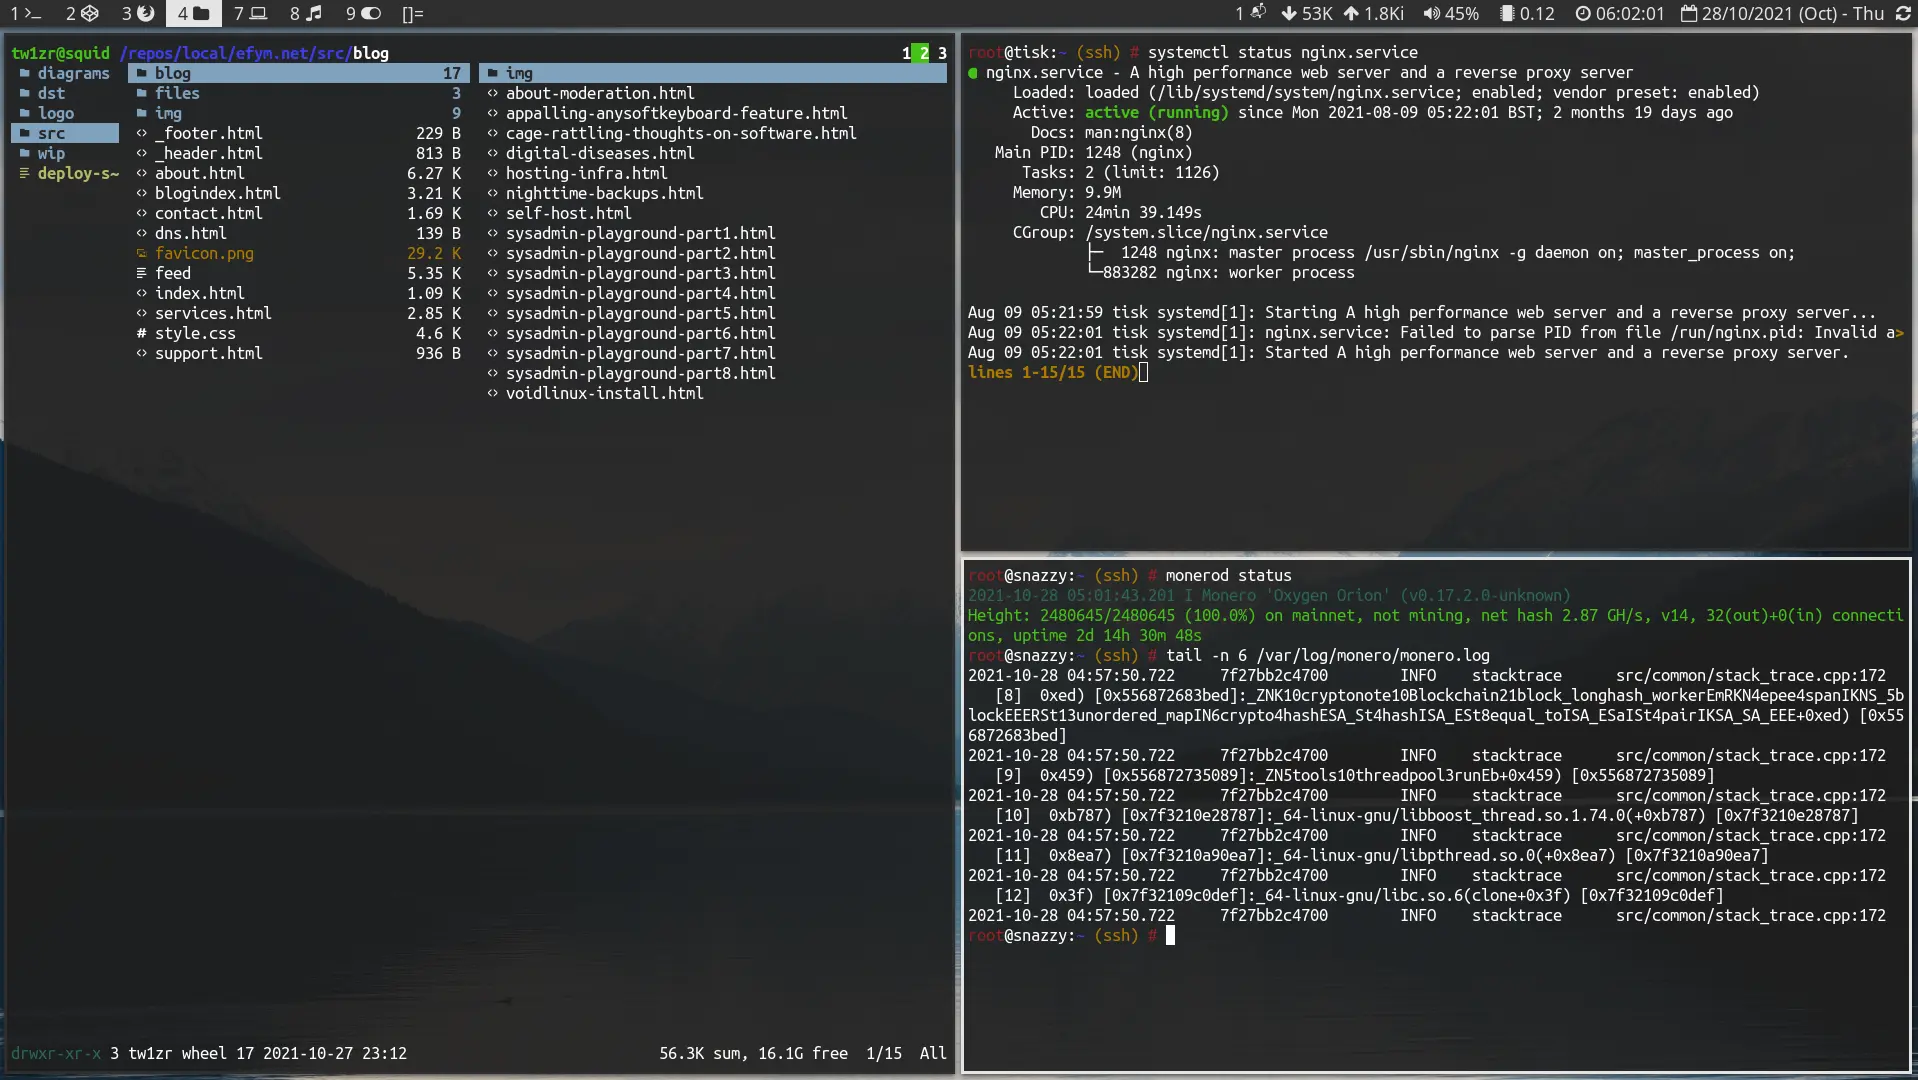 1 2 3 4 7 8 9 []=
1 53K 1.8Ki 45% 0.12 06:02:01 28/10/2021 (Oct) - Thu
tw1zr@squid /repos/local/efym.net/src/blog 1 2 3
diagrams
dst
logo
src
wip
deploy-s~
blog 17
files 3
img 9
_footer.html 229 B
_header.html 813 B
about.html 6.27 K
blogindex.html 3.21 K
contact.html 1.69 K
dns.html 139 B
favicon.png 29.2 K
feed 5.35 K
index.html 1.09 K
services.html 2.85 K
# style.css 4.6 K
support.html 936 B
img
about-moderation.html
appalling-anysoftkeyboard-feature.html
cage-rattling-thoughts-on-software.html
digital-diseases.html
hosting-infra.html
nighttime-backups.html
self-host.html
sysadmin-playground-part1.html
sysadmin-playground-part2.html
sysadmin-playground-part3.html
sysadmin-playground-part4.html
sysadmin-playground-part5.html
sysadmin-playground-part6.html
sysadmin-playground-part7.html
sysadmin-playground-part8.html
voidlinux-install.html
drwxr-xr-x 3 tw1zr wheel 17 2021-10-27 23:12 56.3K sum, 16.1G free 1/15 All
root@tisk:~ (ssh) # systemctl status nginx.service
● nginx.service - A high performance web server and a reverse proxy server
Loaded: loaded (/lib/systemd/system/nginx.service; enabled; vendor preset: enabled)
Active: active (running) since Mon 2021-08-09 05:22:01 BST; 2 months 19 days ago
Docs: man:nginx(8)
Main PID: 1248 (nginx)
Tasks: 2 (limit: 1126)
Memory: 9.9M
CPU: 24min 39.149s
CGroup: /system.slice/nginx.service
├─ 1248 nginx: master process /usr/sbin/nginx -g daemon on; master_process on;
└─883282 nginx: worker process
Aug 09 05:21:59 tisk systemd[1]: Starting A high performance web server and a reverse proxy server...
Aug 09 05:22:01 tisk systemd[1]: nginx.service: Failed to parse PID from file /run/nginx.pid: Invalid a>
Aug 09 05:22:01 tisk systemd[1]: Started A high performance web server and a reverse proxy server.
lines 1-15/15 (END)
root@snazzy:~ (ssh) # monerod status
2021-10-28 05:01:43.201 I Monero 'Oxygen Orion' (v0.17.2.0-unknown)
Height: 2480645/2480645 (100.0%) on mainnet, not mining, net hash 2.87 GH/s, v14, 32(out)+0(in) connecti
ons, uptime 2d 14h 30m 48s
root@snazzy:~ (ssh) # tail -n 6 /var/log/monero/monero.log
2021-10-28 04:57:50.722 7f27bb2c4700 INFO stacktrace src/common/stack_trace.cpp:172
[8] 0xed) [0x556872683bed]:_ZNK10cryptonote10Blockchain21block_longhash_workerEmRKN4epee4spanIKNS_5b
lockEEERSt13unordered_mapIN6crypto4hashESA_St4hashISA_ESt8equal_toISA_ESaISt4pairIKSA_SA_EEE+0xed) [0x55
6872683bed]
2021-10-28 04:57:50.722 7f27bb2c4700 INFO stacktrace src/common/stack_trace.cpp:172
[9] 0x459) [0x556872735089]:_ZN5tools10threadpool3runEb+0x459) [0x556872735089]
2021-10-28 04:57:50.722 7f27bb2c4700 INFO stacktrace src/common/stack_trace.cpp:172
[10] 0xb787) [0x7f3210e28787]:_64-linux-gnu/libboost_thread.so.1.74.0(+0xb787) [0x7f3210e28787]
2021-10-28 04:57:50.722 7f27bb2c4700 INFO stacktrace src/common/stack_trace.cpp:172
[11] 0x8ea7) [0x7f3210a90ea7]:_64-linux-gnu/libpthread.so.0(+0x8ea7) [0x7f3210a90ea7]
2021-10-28 04:57:50.722 7f27bb2c4700 INFO stacktrace src/common/stack_trace.cpp:172
[12] 0x3f) [0x7f32109c0def]:_64-linux-gnu/libc.so.6(clone+0x3f) [0x7f32109c0def]
2021-10-28 04:57:50.722 7f27bb2c4700 INFO stacktrace src/common/stack_trace.cpp:172
root@snazzy:~ (ssh) #